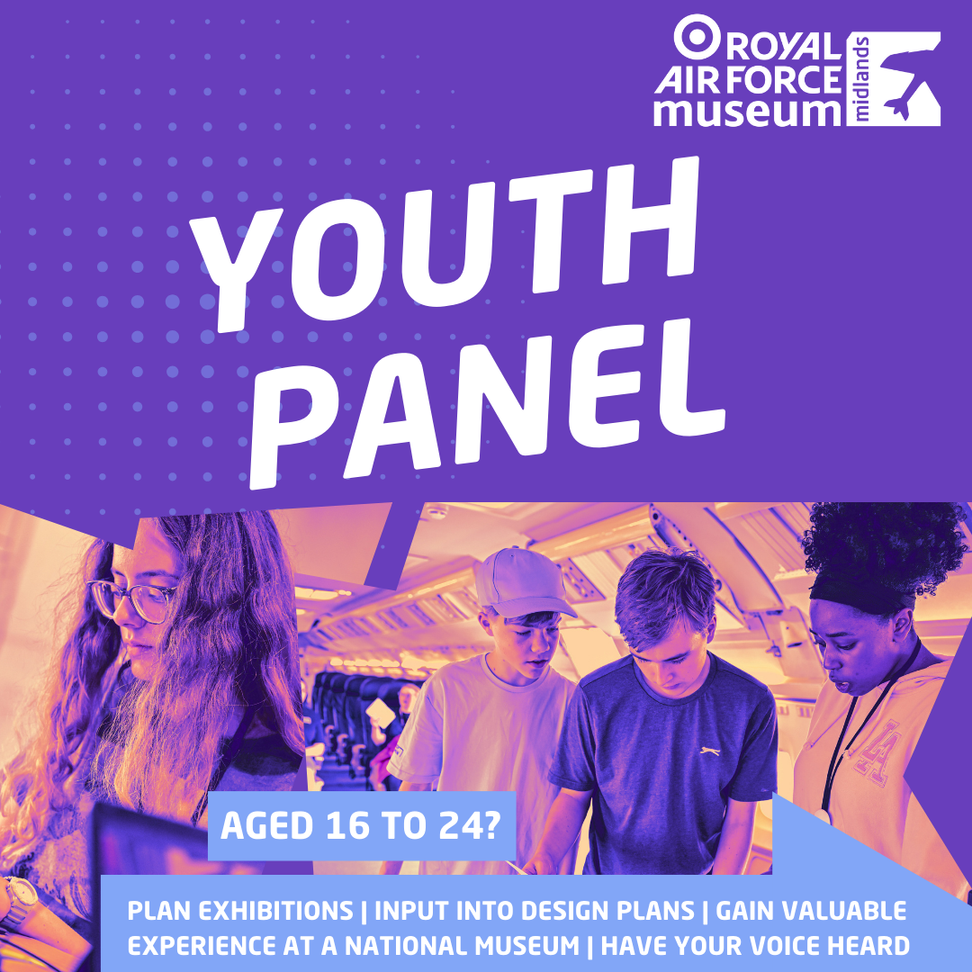 ROYAL
AIR FORCE
museum
midlands
YOUTH
PANEL
A
AGED 16 TO 24?
PLAN EXHIBITIONS | INPUT INTO DESIGN PLANS | GAIN VALUABLE
EXPERIENCE AT A NATIONAL MUSEUM | HAVE YOUR VOICE HEARD